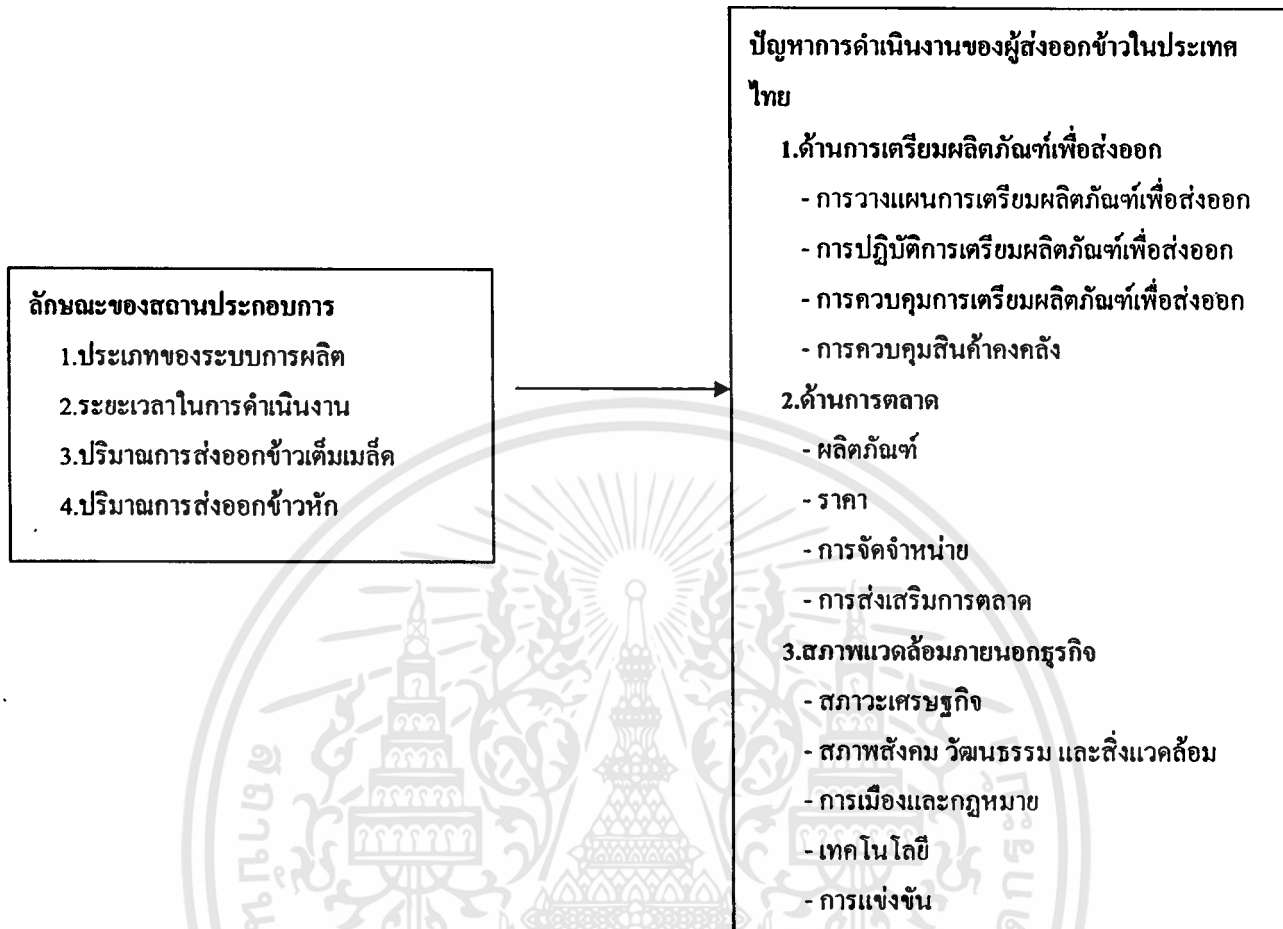 ลักษณะของสถานประกอบการ
1.ประเภทของระบบการผลิต
2.ระยะเวลาในการดำเนินงาน
3.ปริมาณการส่งออกข้าวเต็มเมล็ด
4.ปริมาณการส่งออกข้าวหัก
ปัญหาการดำเนินงานของผู้ส่งออกข้าวในประเทศ
ไทย
1.ด้านการเตรียมผลิตภัณฑ์เพื่อส่งออก
- การวางแผนการเตรียมผลิตภัณฑ์เพื่อส่งออก
- การปฏิบัติการเตรียมผลิตภัณฑ์เพื่อส่งออก
- การควบคุมการเตรียมผลิตภัณฑ์เพื่อส่งออก
- การควบคุมสินค้าคงคลัง
2.ด้านการตลาด
- ผลิตภัณฑ์
- ราคา
- การจัดจำหน่าย
- การส่งเสริมการตลาด
3.สภาพแวดล้อมภายนอกธุรกิจ
- สภาวะเศรษฐกิจ
- สภาพสังคม วัฒนธรรม และสิ่งแวดล้อม
- การเมืองและกฎหมาย
- เทคโนโลยี
- การแข่งขัน